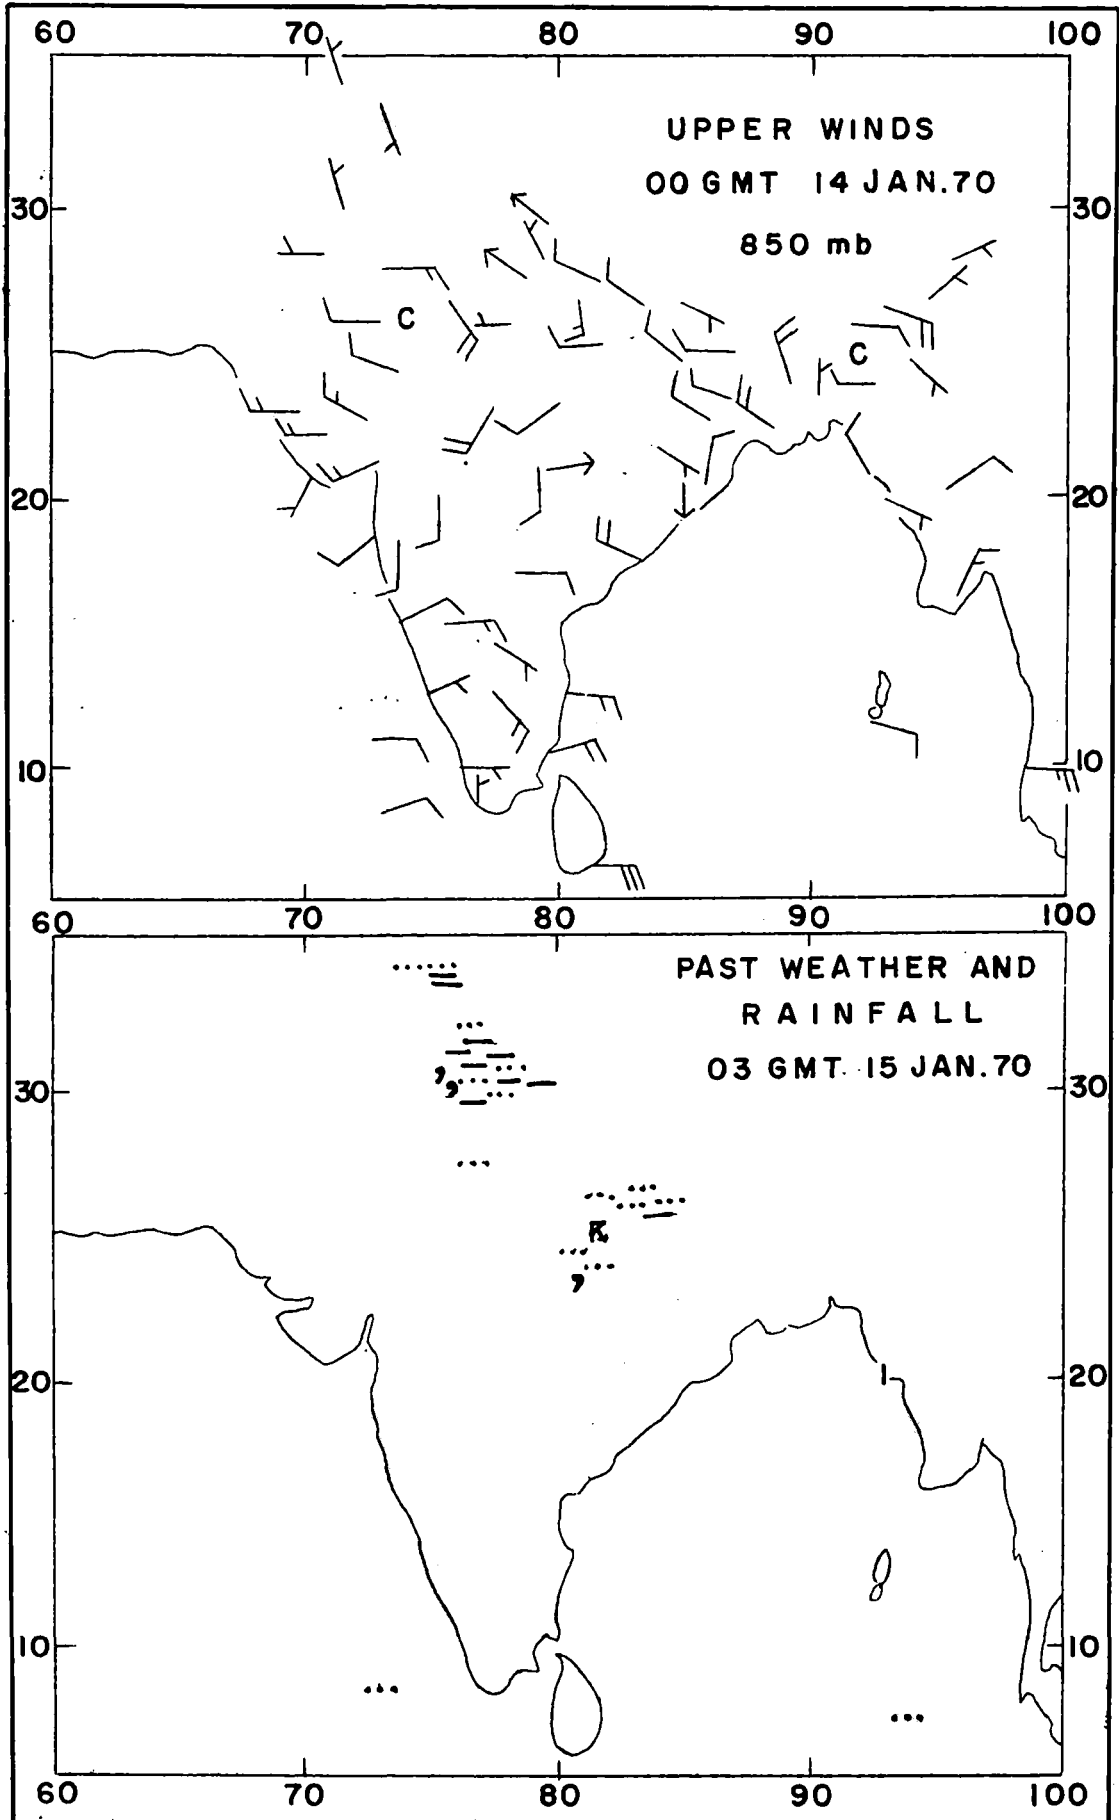 60 70 80 90 100
UPPER WINDS
00 GMT 14 JAN.70
30 30
850 mb
C
C
20 20
10 10
60 70 80 90 100
PAST WEATHER AND
RAINFALL
03 GMT 15 JAN.70
30 30
20 20
10 10
60 70 80 90 100